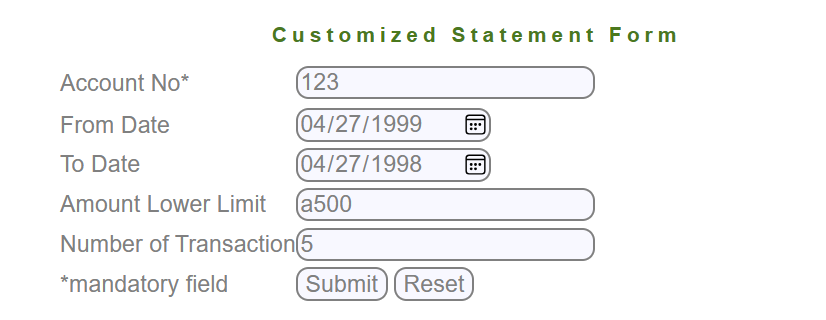 Customized Statement Form
Account No* 123
From Date 04/27/1999
To Date 04/27/1998
Amount Lower Limit a500
Number of Transaction 5
*mandatory field Submit Reset